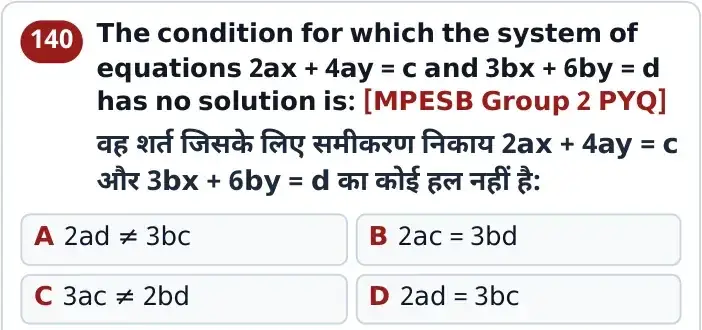 140 The condition for which the system of
equations 2ax + 4ay = c and 3bx + 6by = d
has no solution is: [MPESB Group 2 PYQ]
वह शर्त जिसके लिए समीकरण निकाय 2ax + 4ay = c
और 3bx + 6by = d का कोई हल नहीं है:
A 2ad ≠ 3bc
B 2ac = 3bd
C 3ac ≠ 2bd
D 2ad = 3bc